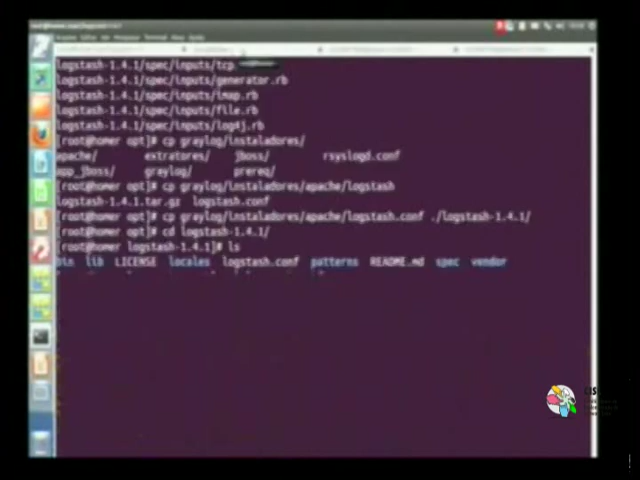 logstash-1.4.1/spec/inputs/tcp
logstash-1.4.1/spec/inputs/generator.rb
logstash-1.4.1/spec/inputs/imap.rb
logstash-1.4.1/spec/inputs/file.rb
logstash-1.4.1/spec/inputs/log4j.rb
[root@homer opt]# cp graylog/instaladores/
apache/ extratores/ jboss/ rsyslogd.conf
app_jboss/ graylog/ prereq/
[root@homer opt]# cp graylog/instaladores/apache/logstash
logstash-1.4.1.tar.gz logstash.conf
[root@homer opt]# cp graylog/instaladores/apache/logstash.conf ./logstash-1.4.1/
[root@homer opt]# cd logstash-1.4.1/
[root@homer logstash-1.4.1]# ls
bin lib LICENSE locales logstash.conf patterns README.md spec vendor